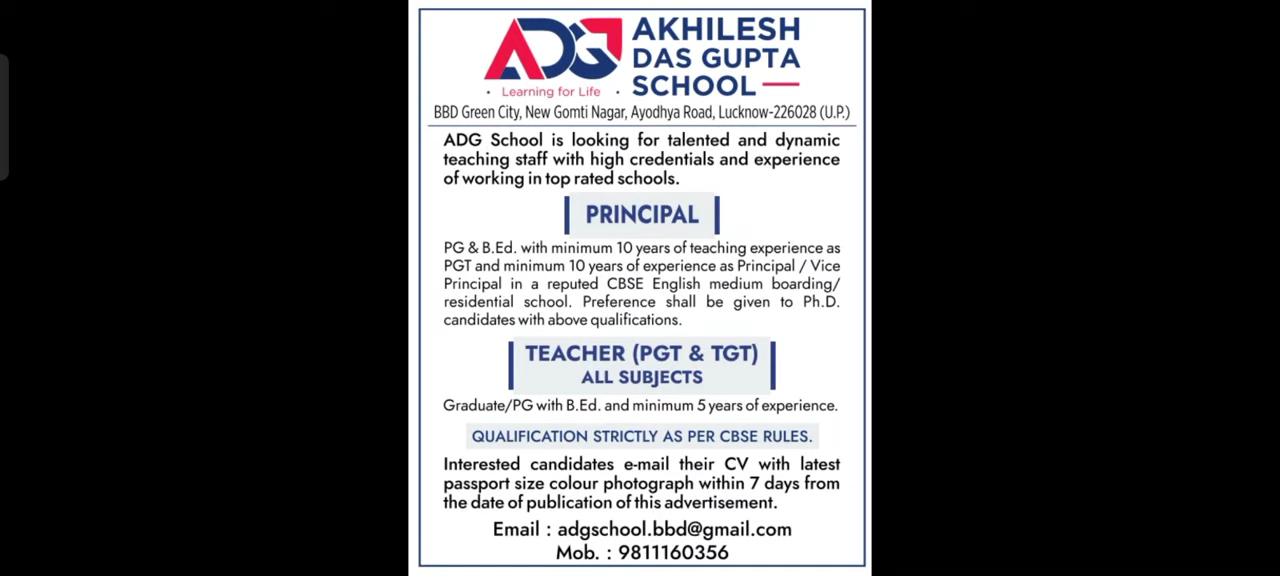 ADG
• Learning for Life •
AKHILESH
DAS GUPTA
SCHOOL
BBD Green City, New Gomti Nagar, Ayodhya Road, Lucknow-226028 (U.P.)
ADG School is looking for talented and dynamic
teaching staff with high credentials and experience
of working in top rated schools.
PRINCIPAL
PG & B.Ed. with minimum 10 years of teaching experience as
PGT and minimum 10 years of experience as Principal / Vice
Principal in a reputed CBSE English medium boarding/
residential school. Preference shall be given to Ph.D.
candidates with above qualifications.
TEACHER (PGT & TGT)
ALL SUBJECTS
Graduate/PG with B.Ed. and minimum 5 years of experience.
QUALIFICATION STRICTLY AS PER CBSE RULES.
Interested candidates e-mail their CV with latest
passport size colour photograph within 7 days from
the date of publication of this advertisement.
Email : adgschool.bbd@gmail.com
Mob. : 9811160356